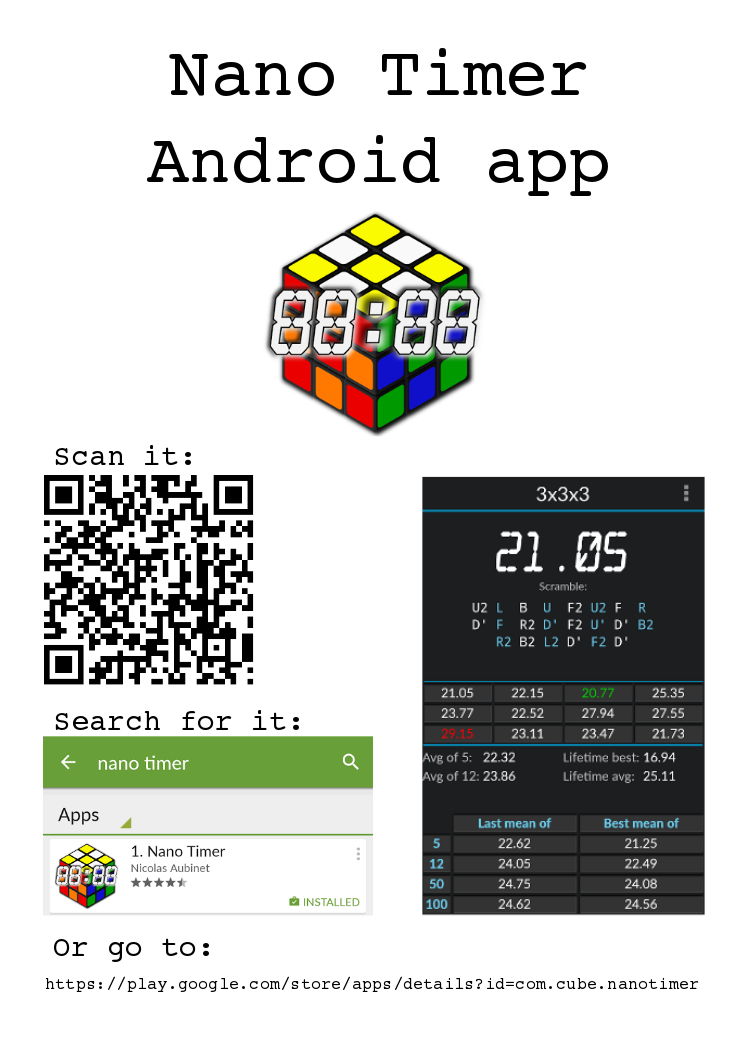 Nano Timer
Android app
88:88
Scan it:
Search for it:
nano timer
Apps
88:88
1. Nano Timer
Nicolas Aubinet
INSTALLED
3x3x3
21.05
Scramble:
U2 L B U F2 U2 F R
D' F R2 D' F2 U' D' B2
R2 B2 L2 D' F2 D'
21.05 22.15 20.77 25.35
23.77 22.52 27.94 27.55
29.15 23.11 23.47 21.73
Avg of 5: 22.32 Lifetime best: 16.94
Avg of 12: 23.86 Lifetime avg: 25.11
Last mean of Best mean of
5 22.62 21.25
12 24.05 22.49
50 24.75 24.08
100 24.62 24.56
Or go to:
https://play.google.com/store/apps/details?id=com.cube.nanotimer